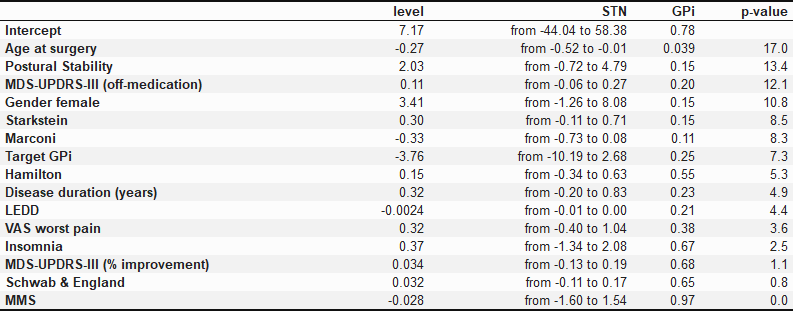 level STN GPi p-value
Intercept 7.17 from -44.04 to 58.38 0.78
Age at surgery -0.27 from -0.52 to -0.01 0.039 17.0
Postural Stability 2.03 from -0.72 to 4.79 0.15 13.4
MDS-UPDRS-III (off-medication) 0.11 from -0.06 to 0.27 0.20 12.1
Gender female 3.41 from -1.26 to 8.08 0.15 10.8
Starkstein 0.30 from -0.11 to 0.71 0.15 8.5
Marconi -0.33 from -0.73 to 0.08 0.11 8.3
Target GPi -3.76 from -10.19 to 2.68 0.25 7.3
Hamilton 0.15 from -0.34 to 0.63 0.55 5.3
Disease duration (years) 0.32 from -0.20 to 0.83 0.23 4.9
LEDD -0.0024 from -0.01 to 0.00 0.21 4.4
VAS worst pain 0.32 from -0.40 to 1.04 0.38 3.6
Insomnia 0.37 from -1.34 to 2.08 0.67 2.5
MDS-UPDRS-III (% improvement) 0.034 from -0.13 to 0.19 0.68 1.1
Schwab & England 0.032 from -0.11 to 0.17 0.65 0.8
MMS -0.028 from -1.60 to 1.54 0.97 0.0